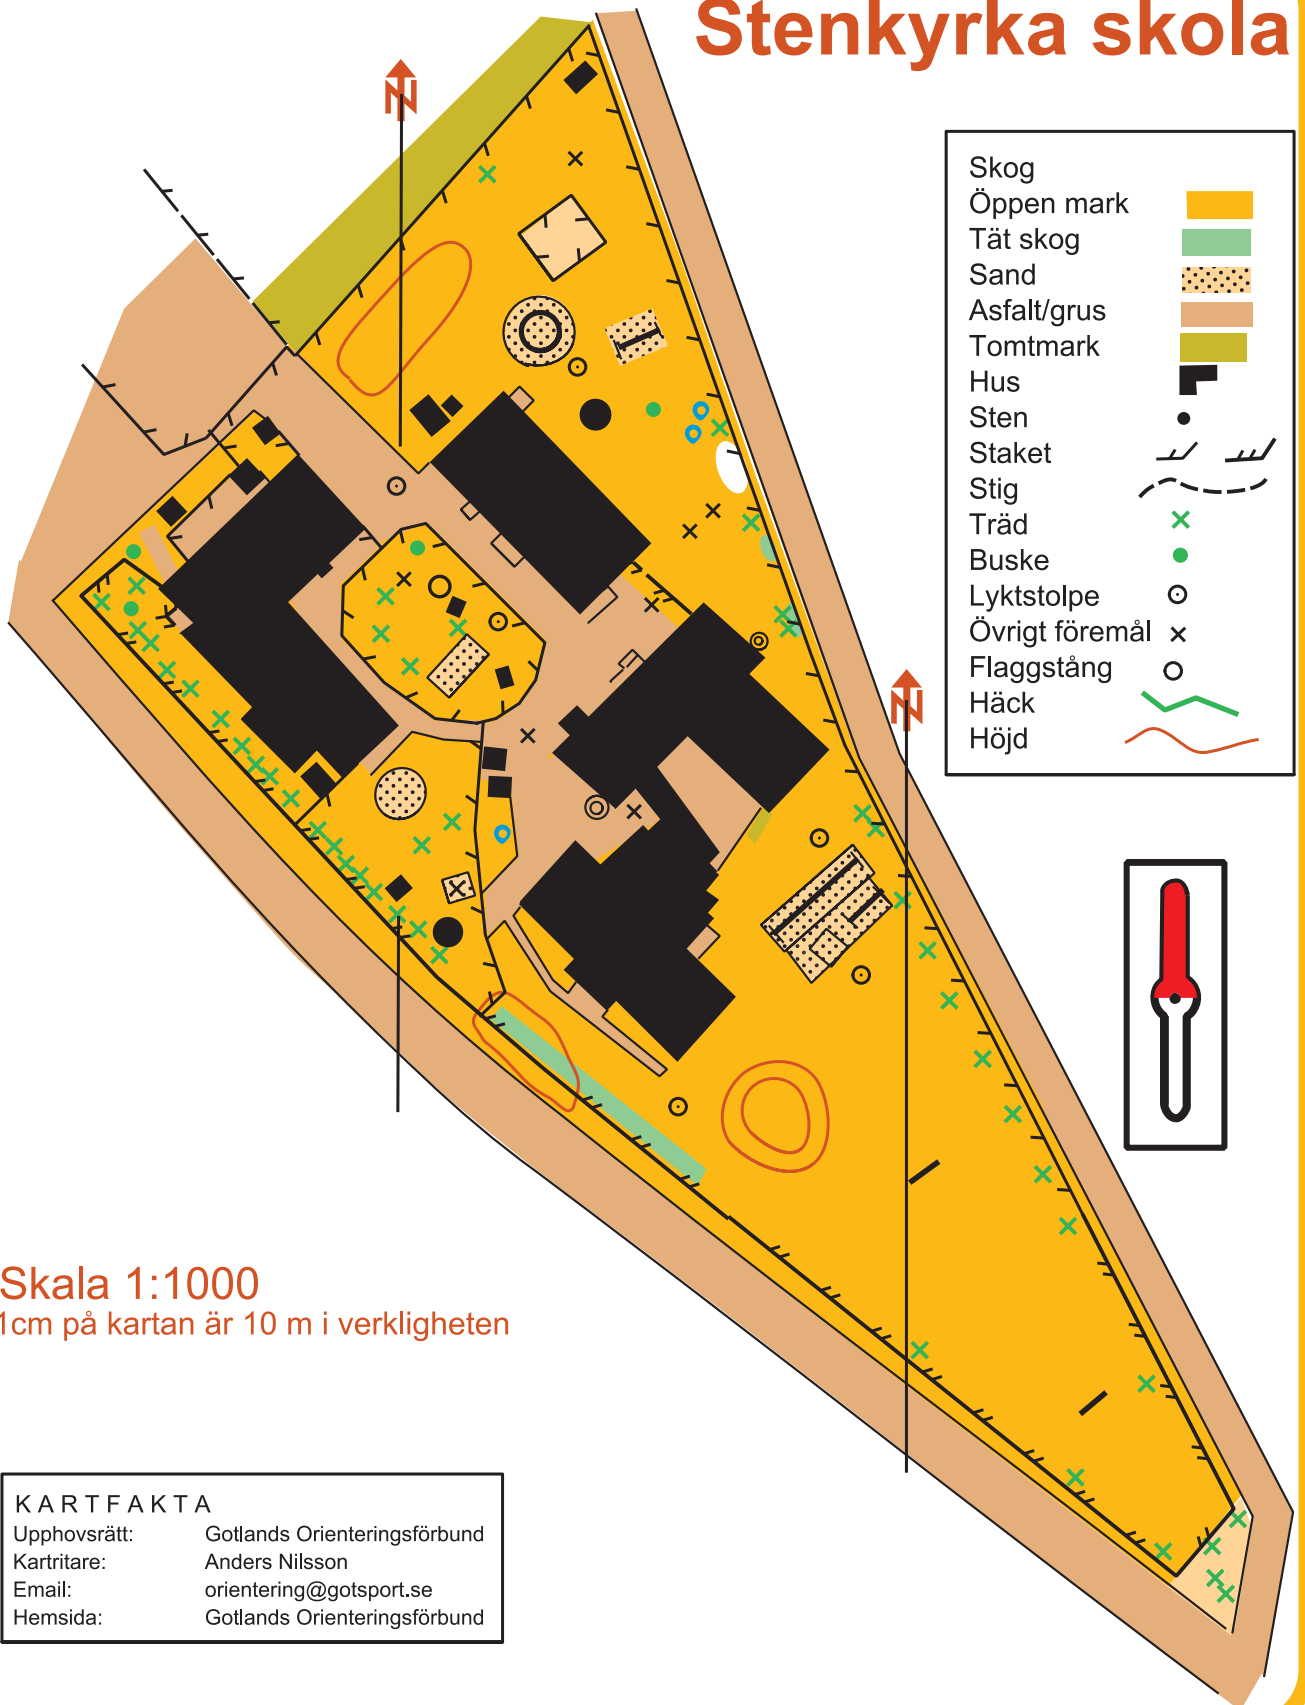 Stenkyrka skola
Skog
Öppen mark
Tät skog
Sand
Asfalt/grus
Tomtmark
Hus
Sten
Staket
Stig
Träd
Buske
Lyktstolpe
Övrigt föremål
Flaggstång
Häck
Höjd
N
N
Skala 1:1000
1cm på kartan är 10 m i verkligheten
KARTFAKTA
Upphovsrätt: Gotlands Orienteringsförbund
Kartritare: Anders Nilsson
Email: orientering@gotsport.se
Hemsida: Gotlands Orienteringsförbund